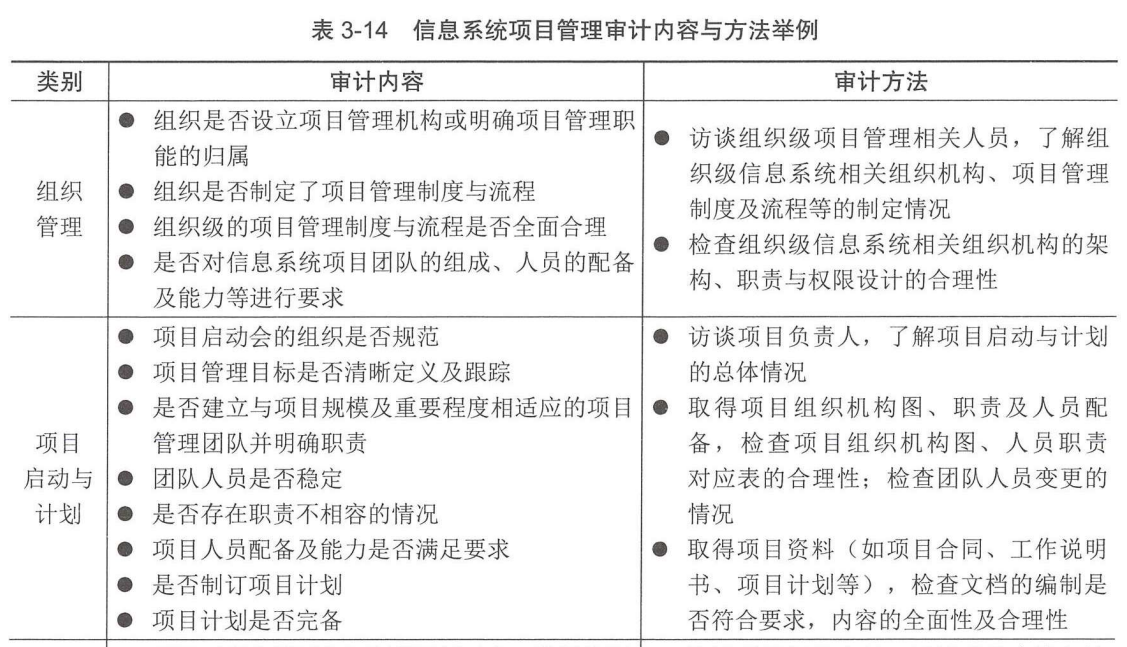 表 3-14 信息系统项目管理审计内容与方法举例
类别
审计内容
审计方法
组织
管理
● 组织是否设立项目管理机构或明确项目管理职
能的归属
● 组织是否制定了项目管理制度与流程
● 组织级的项目管理制度与流程是否全面合理
● 是否对信息系统项目团队的组成、人员的配备
及能力等进行要求
● 访谈组织级项目管理相关人员，了解组
织级信息系统相关组织机构、项目管理
制度及流程等的制定情况
● 检查组织级信息系统相关组织机构的架
构、职责与权限设计的合理性
项目
启动与
计划
● 项目启动会的组织是否规范
● 项目管理目标是否清晰定义及跟踪
● 是否建立与项目规模及重要程度相适应的项目
管理团队并明确职责
● 团队人员是否稳定
● 是否存在职责不相容的情况
● 项目人员配备及能力是否满足要求
● 是否制订项目计划
● 项目计划是否完备
● 访谈项目负责人，了解项目启动与计划
的总体情况
● 取得项目组织机构图、职责及人员配
备，检查项目组织机构图、人员职责
对应表的合理性；检查团队人员变更的
情况
● 取得项目资料（如项目合同、工作说明
书、项目计划等），检查文档的编制是
否符合要求，内容的全面性及合理性